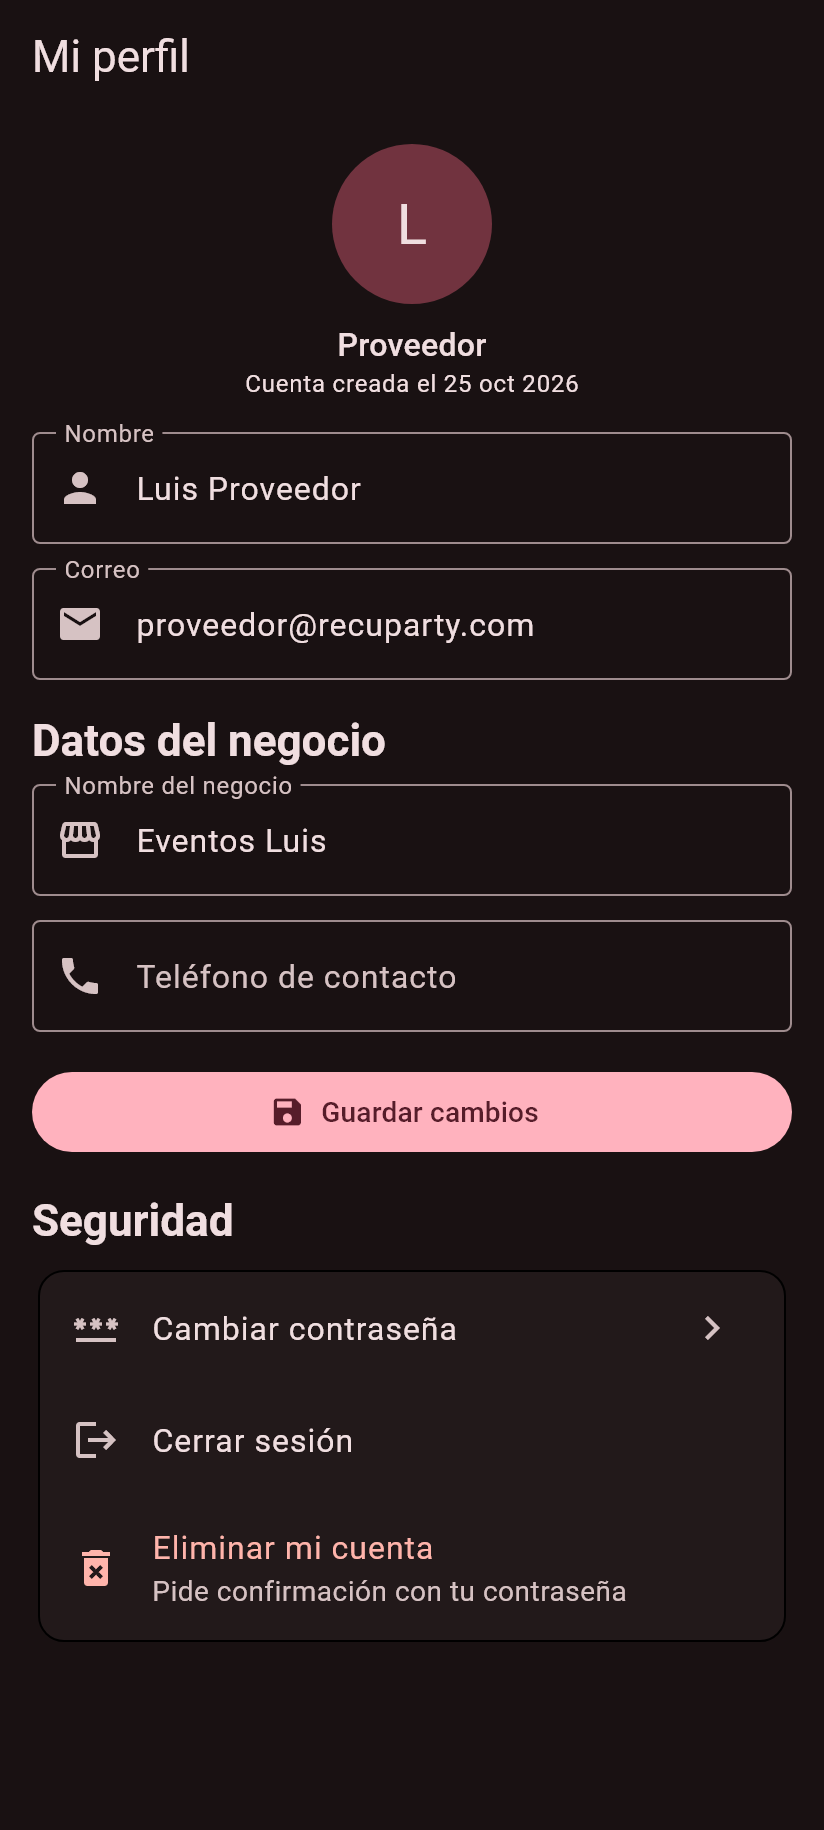 Mi perfil
L
Proveedor
Cuenta creada el 25 oct 2026
Nombre
Luis Proveedor
Correo
proveedor@recuparty.com
Datos del negocio
Nombre del negocio
Eventos Luis
Teléfono de contacto
Guardar cambios
Seguridad
Cambiar contraseña
Cerrar sesión
Eliminar mi cuenta
Pide confirmación con tu contraseña